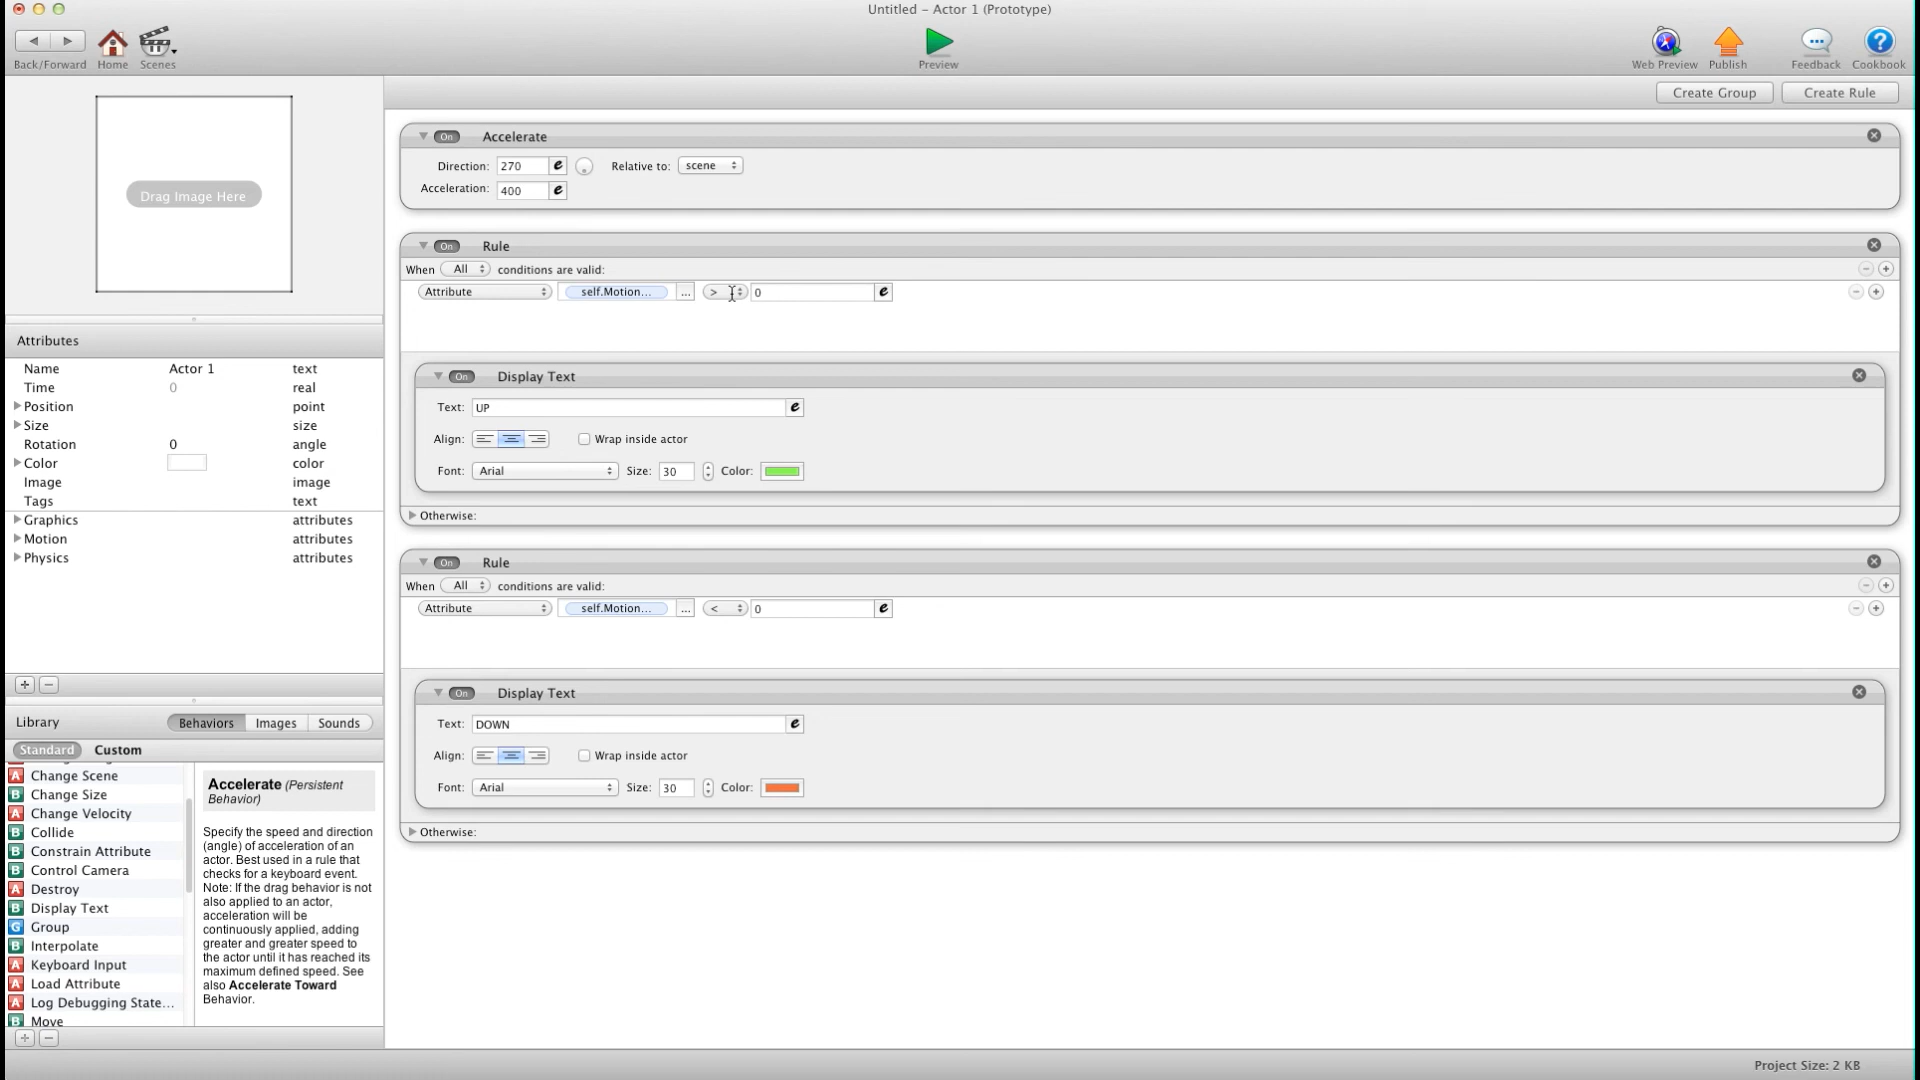 Untitled – Actor 1 (Prototype)
Back/Forward
Home
Scenes
Preview
Web Preview
Publish
Feedback
Cookbook
Create Group
Create Rule
Drag Image Here
Attributes
Name Actor 1 text
Time 0 real
Position point
Size size
Rotation 0 angle
Color color
Image image
Tags text
Graphics attributes
Motion attributes
Physics attributes
Library Behaviors Images Sounds
Standard Custom
Change Scene
Change Size
Change Velocity
Collide
Constrain Attribute
Control Camera
Destroy
Display Text
Group
Interpolate
Keyboard Input
Load Attribute
Log Debugging State...
Move
Accelerate (Persistent
Behavior)
Specify the speed and direction
(angle) of acceleration of an
actor. Best used in a rule that
checks for a keyboard event.
Note: If the drag behavior is not
also applied to an actor,
acceleration will be
continuously applied, adding
greater and greater speed to
the actor until it has reached its
maximum defined speed. See
also Accelerate Toward
Behavior.
On Accelerate
Direction: 270 e Relative to: scene
Acceleration: 400 e
On Rule
When All conditions are valid:
Attribute self.Motion... ... > 0 e
On Display Text
Text: UP e
Align: Wrap inside actor
Font: Arial Size: 30 Color:
Otherwise:
On Rule
When All conditions are valid:
Attribute self.Motion... ... < 0 e
On Display Text
Text: DOWN e
Align: Wrap inside actor
Font: Arial Size: 30 Color:
Otherwise:
Project Size: 2 KB